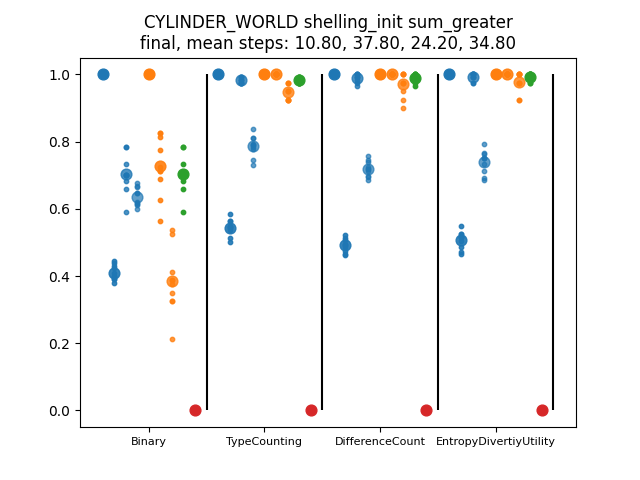 CYLINDER_WORLD shelling_init sum_greater
final, mean steps: 10.80, 37.80, 24.20, 34.80
1.0
0.8
0.6
0.4
0.2
0.0
Binary TypeCounting DifferenceCount EntropyDivertiyUtility